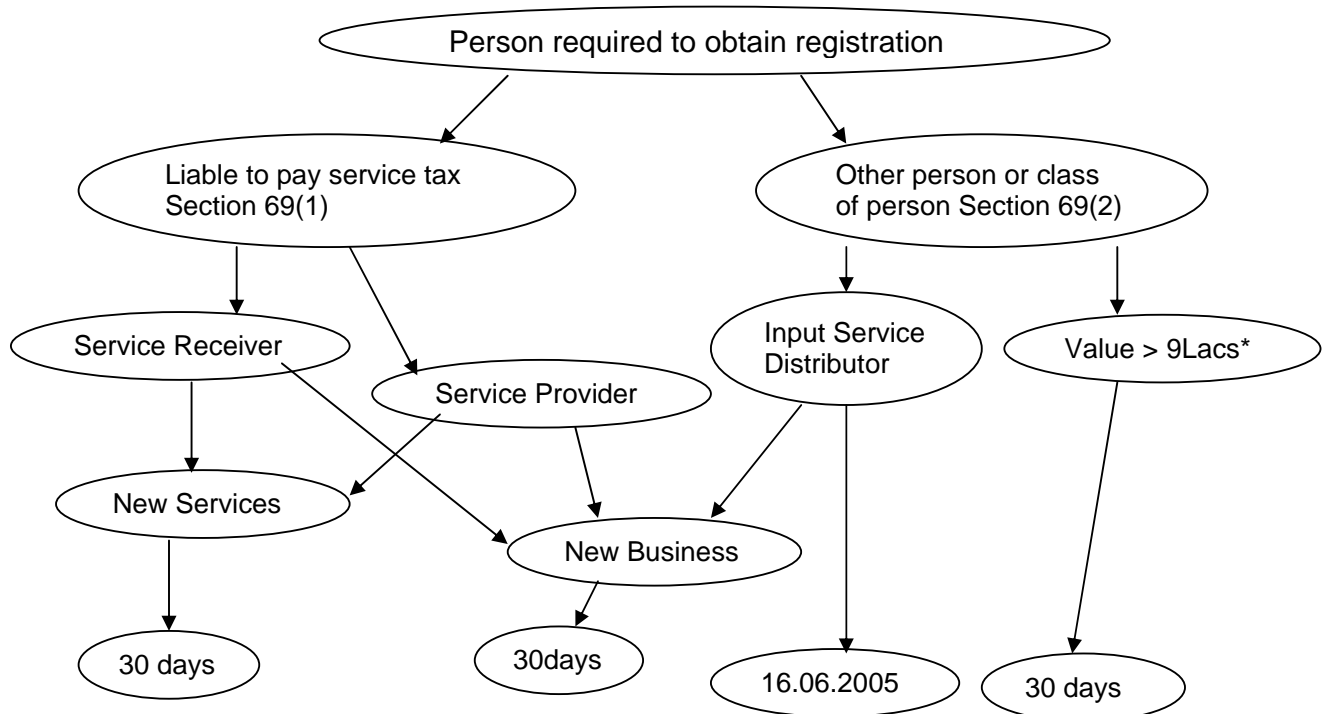 Person required to obtain registration
Liable to pay service tax
Section 69(1)
Other person or class
of person Section 69(2)
Service Receiver
Service Provider
Input Service
Distributor
Value > 9Lacs*
New Services
New Business
30 days
30days
16.06.2005
30 days